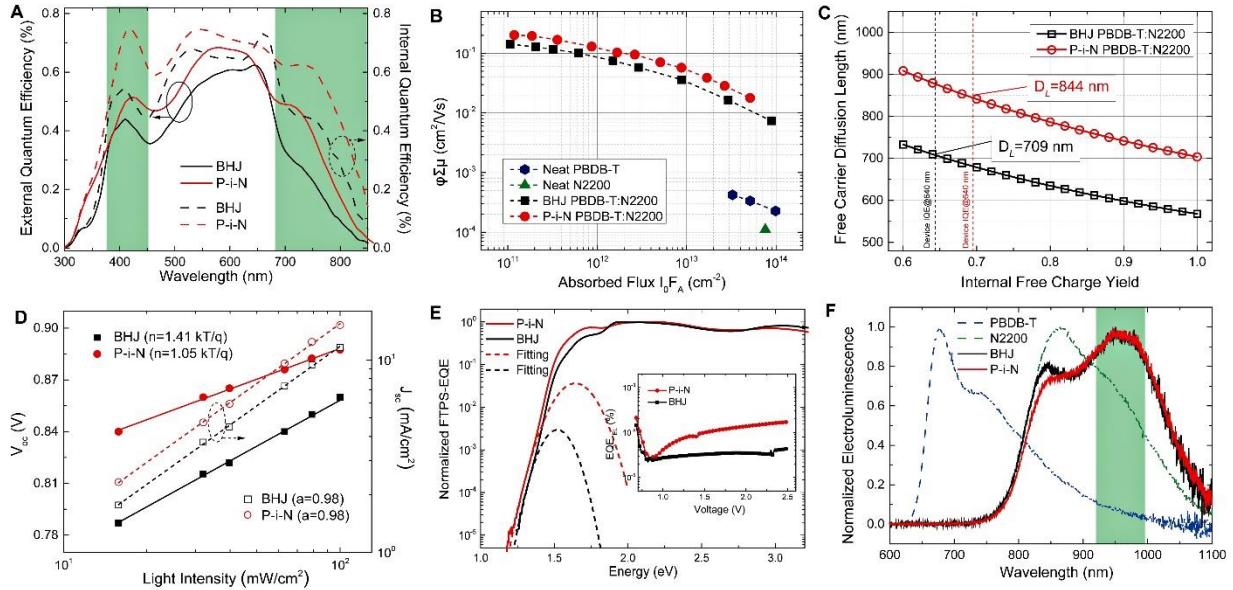 A
External Quantum Efficiency (%)
0.8
0.6
0.4
0.2
0.0
BHJ
P-i-N
BHJ
P-i-N
0.8
0.6
0.4
0.2
0.0
Internal Quantum Efficiency (%)
300 400 500 600 700 800
Wavelength (nm)
B
φΣμ (cm²/Vs)
10⁻¹
Neat PBDB-T
Neat N2200
BHJ PBDB-T:N2200
P-i-N PBDB-T:N2200
10¹¹ 10¹² 10¹³ 10¹⁴
Absorbed Flux I₀F_A (cm⁻²)
C
Free Carrier Diffusion Length (nm)
1000
900
800
700
600
500
BHJ PBDB-T:N2200
P-i-N PBDB-T:N2200
D_L=844 nm
D_L=709 nm
Device IQE@640 nm
Device IQE@640 nm
0.6 0.7 0.8 0.9 1.0
Internal Free Charge Yield
D
V_oc (V)
0.90
0.87
0.84
0.81
0.78
BHJ (n=1.41 kT/q)
P-i-N (n=1.05 kT/q)
BHJ (a=0.98)
P-i-N (a=0.98)
10¹
10⁰
J_sc (mA/cm²)
10¹ 10²
Light Intensity (mW/cm²)
E
Normalized FTPS-EQE
10⁰
10⁻¹
10⁻²
10⁻³
10⁻⁴
10⁻⁵
P-i-N
BHJ
Fitting
Fitting
P-i-N
BHJ
1.0 1.5 2.0 2.5
Voltage (V)
1.0 1.5 2.0 2.5 3.0
Energy (eV)
F
Normalized Electroluminescence
1.0
0.8
0.6
0.4
0.2
0.0
PBDB-T
N2200
BHJ
P-i-N
600 700 800 900 1000 1100
Wavelength (nm)